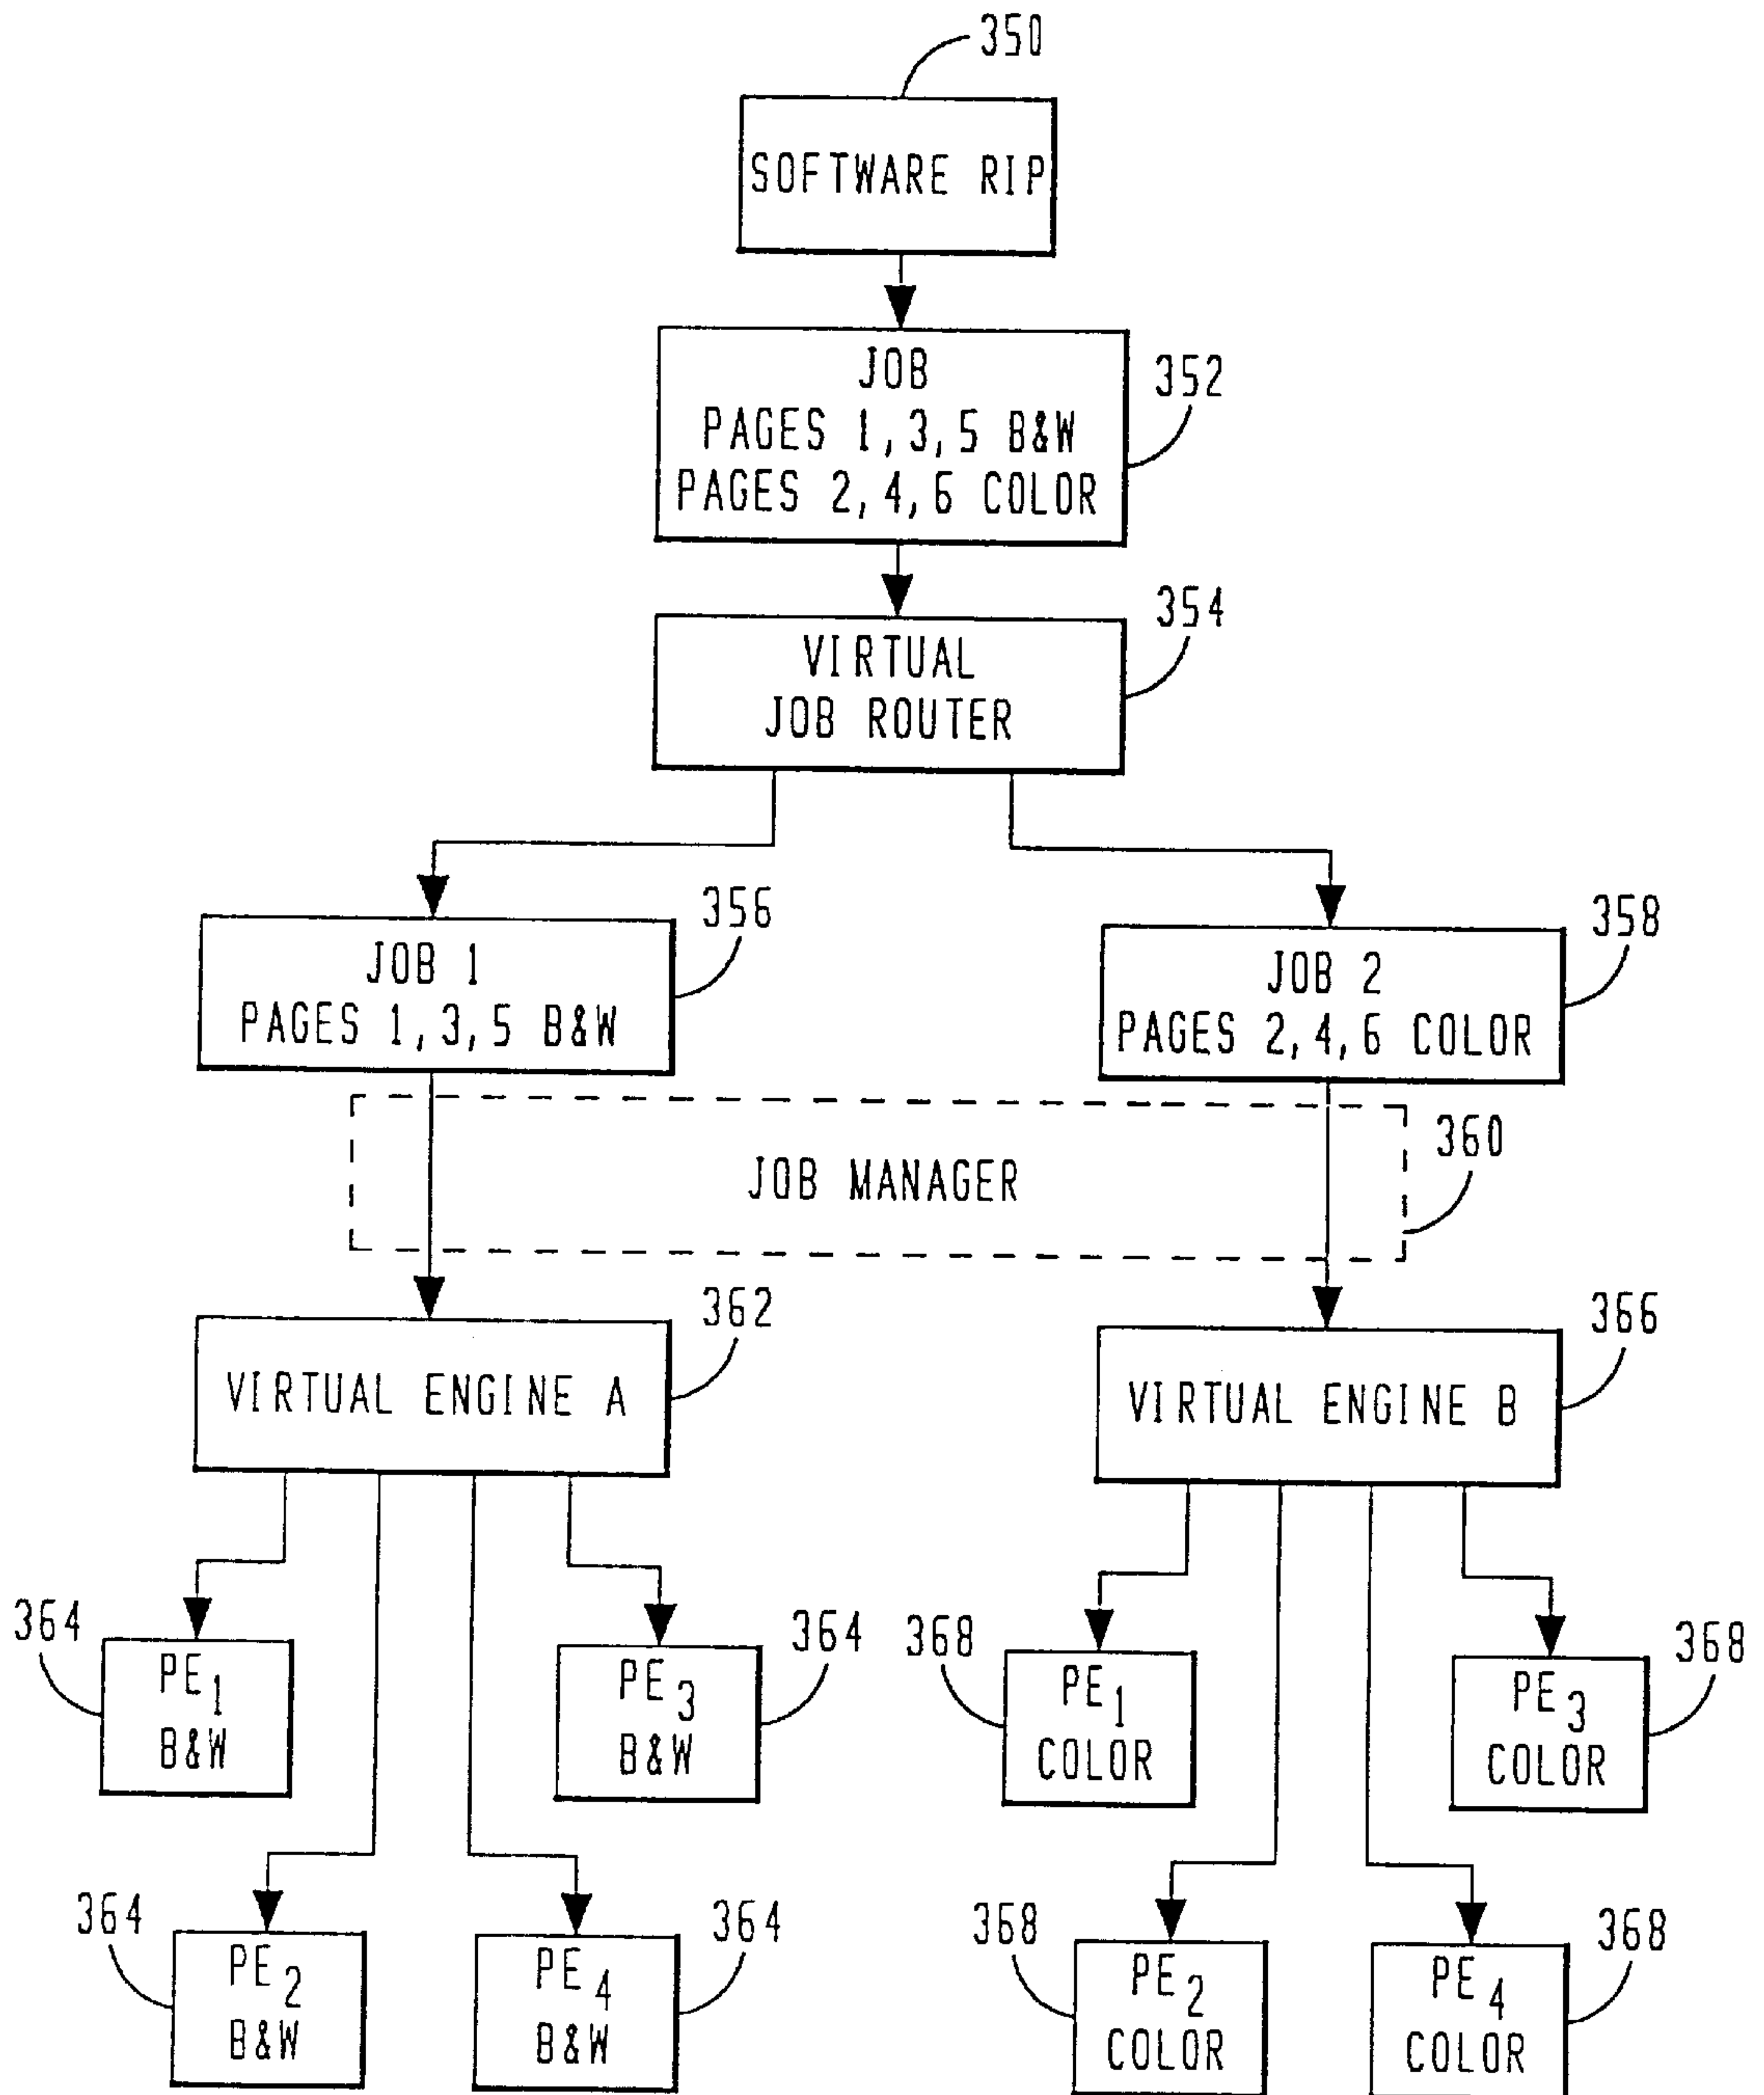 350
SOFTWARE RIP
JOB
PAGES 1,3,5 B&W
PAGES 2,4,6 COLOR
352
VIRTUAL
JOB ROUTER
354
JOB 1
PAGES 1,3,5 B&W
356
JOB 2
PAGES 2,4,6 COLOR
358
JOB MANAGER
360
VIRTUAL ENGINE A
362
VIRTUAL ENGINE B
366
364
PE1
B&W
PE3
B&W
364
368
PE1
COLOR
PE3
COLOR
368
364
PE2
B&W
PE4
B&W
364
368
PE2
COLOR
PE4
COLOR
368